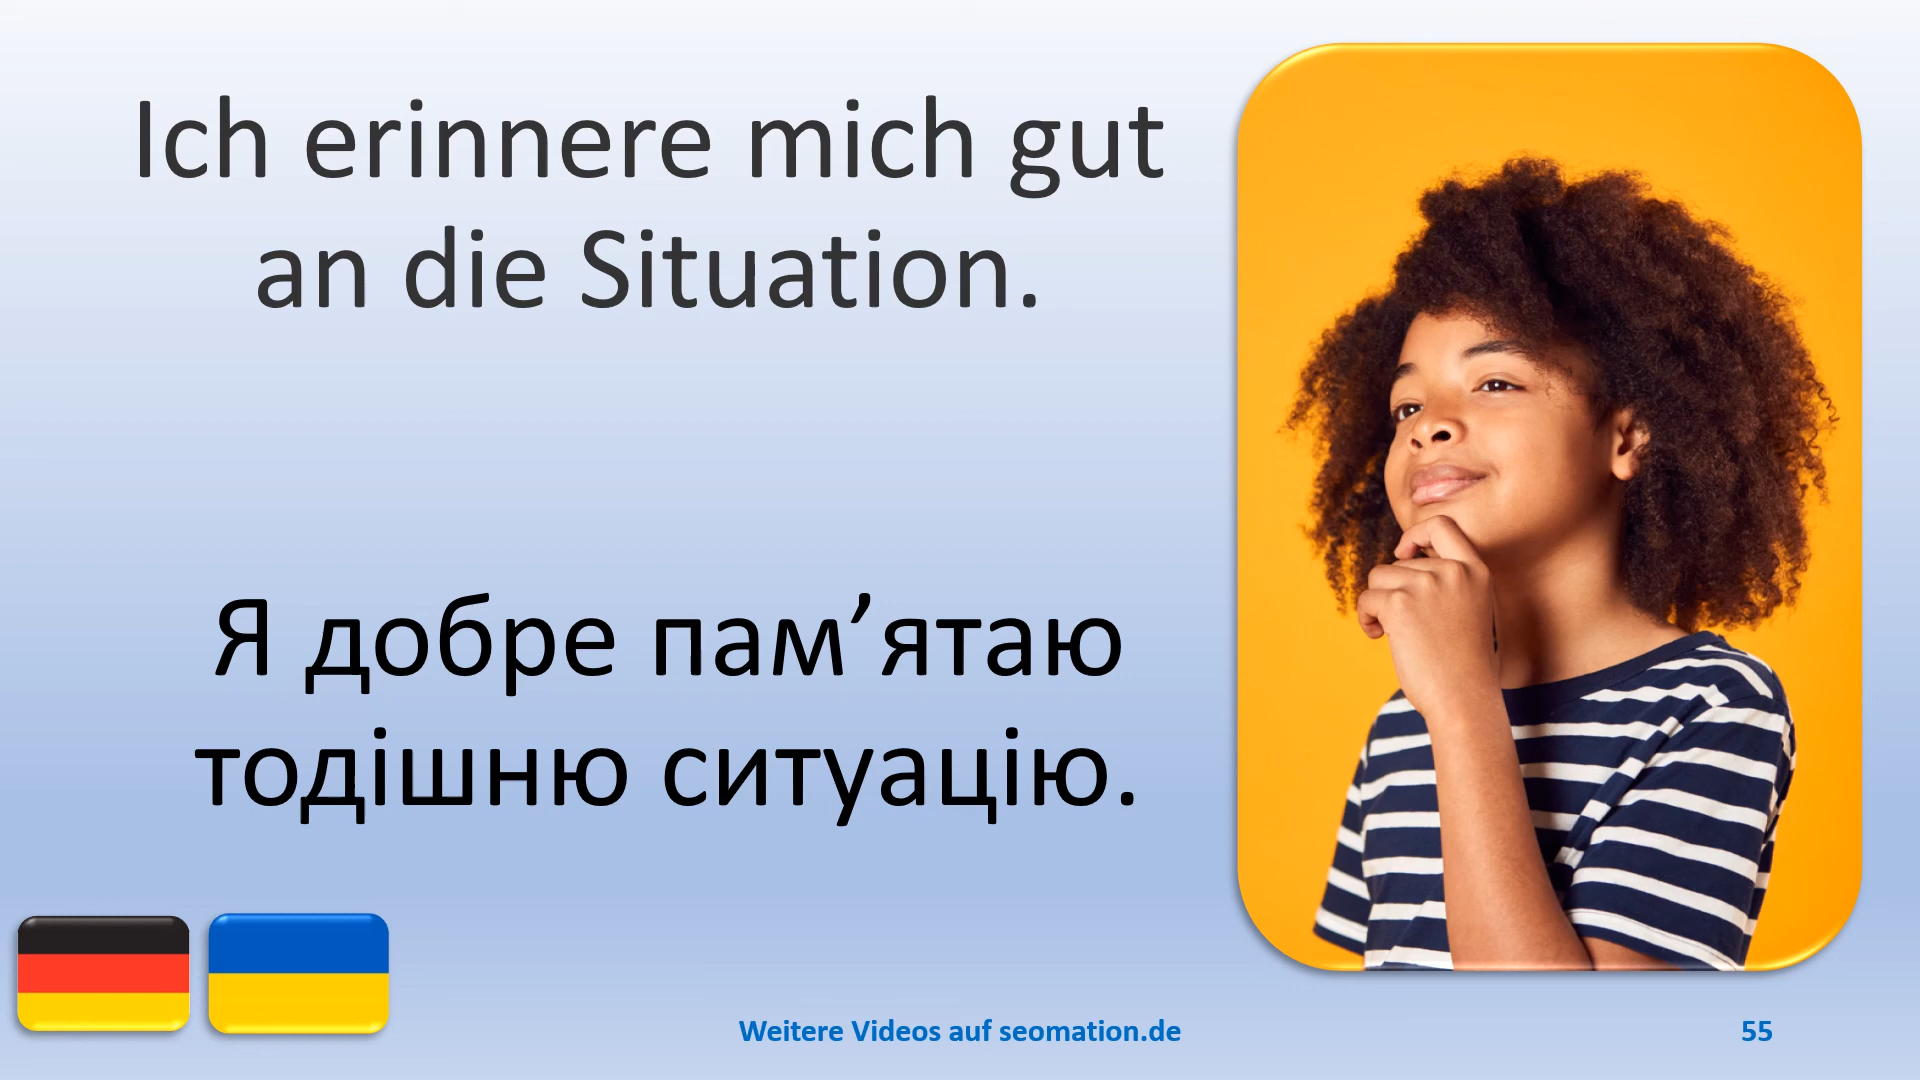 Ich erinnere mich gut
an die Situation.
Я добре пам’ятаю
тодішню ситуацію.
Weitere Videos auf seomation.de
55